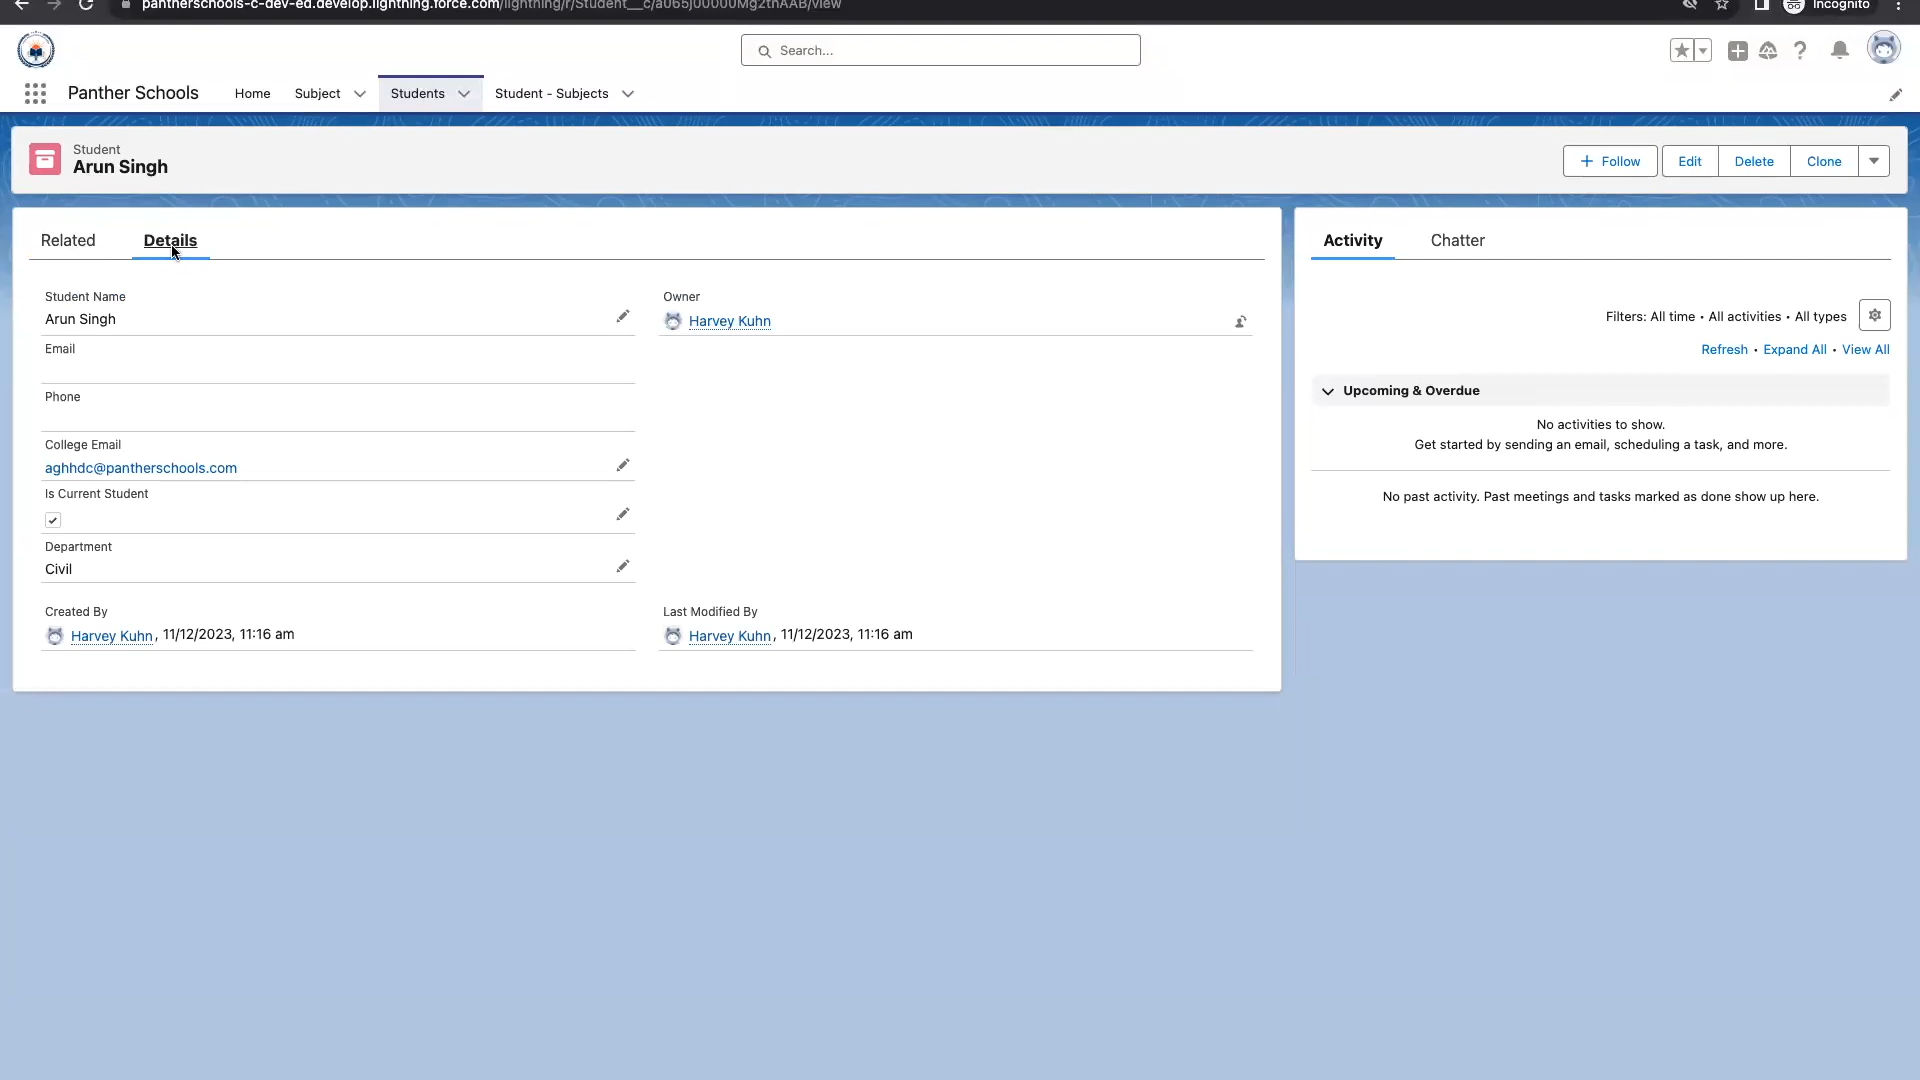 pantherschools-c-dev-ed.develop.lightning.force.com/lightning/r/Student__c/a065j00000Mg2thAAB/view
Incognito
Search...
Panther Schools
Home
Subject
Students
Student - Subjects
Student
Arun Singh
Follow
Edit
Delete
Clone
Related
Details
Activity
Chatter
Student Name
Arun Singh
Owner
Harvey Kuhn
Email
Phone
College Email
aghhdc@pantherschools.com
Is Current Student
Department
Civil
Created By
Harvey Kuhn, 11/12/2023, 11:16 am
Last Modified By
Harvey Kuhn, 11/12/2023, 11:16 am
Filters: All time • All activities • All types
Refresh • Expand All • View All
Upcoming & Overdue
No activities to show.
Get started by sending an email, scheduling a task, and more.
No past activity. Past meetings and tasks marked as done show up here.